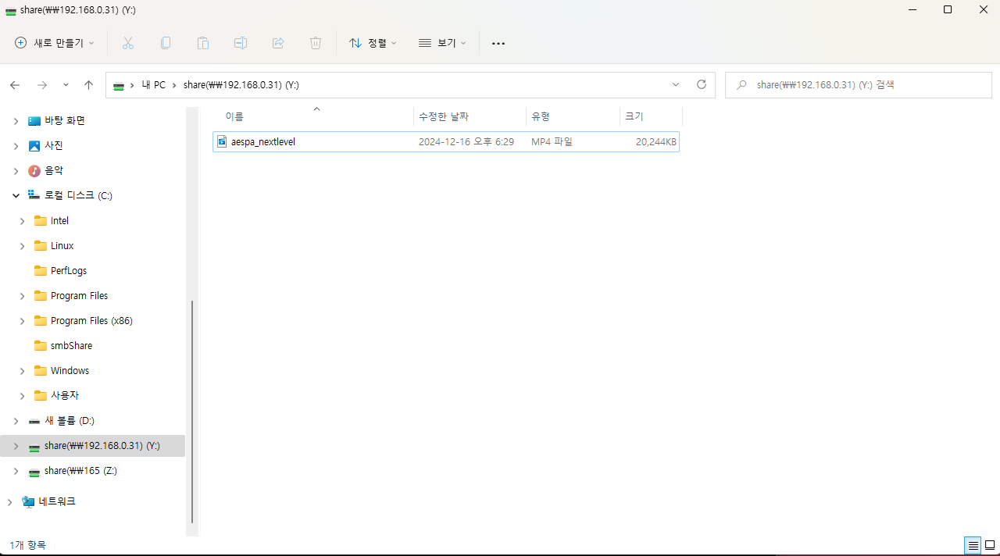 share(₩₩192.168.0.31) (Y:)
새로 만들기
정렬
보기
내 PC
share(₩₩192.168.0.31) (Y:)
share(₩₩192.168.0.31) (Y:) 검색
바탕 화면
사진
음악
로컬 디스크 (C:)
Intel
Linux
PerfLogs
Program Files
Program Files (x86)
smbShare
Windows
사용자
새 볼륨 (D:)
share(₩₩192.168.0.31) (Y:)
share(₩₩165 (Z:)
네트워크
이름 수정한 날짜 유형 크기
aespa_nextlevel 2024-12-16 오후 6:29 MP4 파일 20,244KB
1개 항목